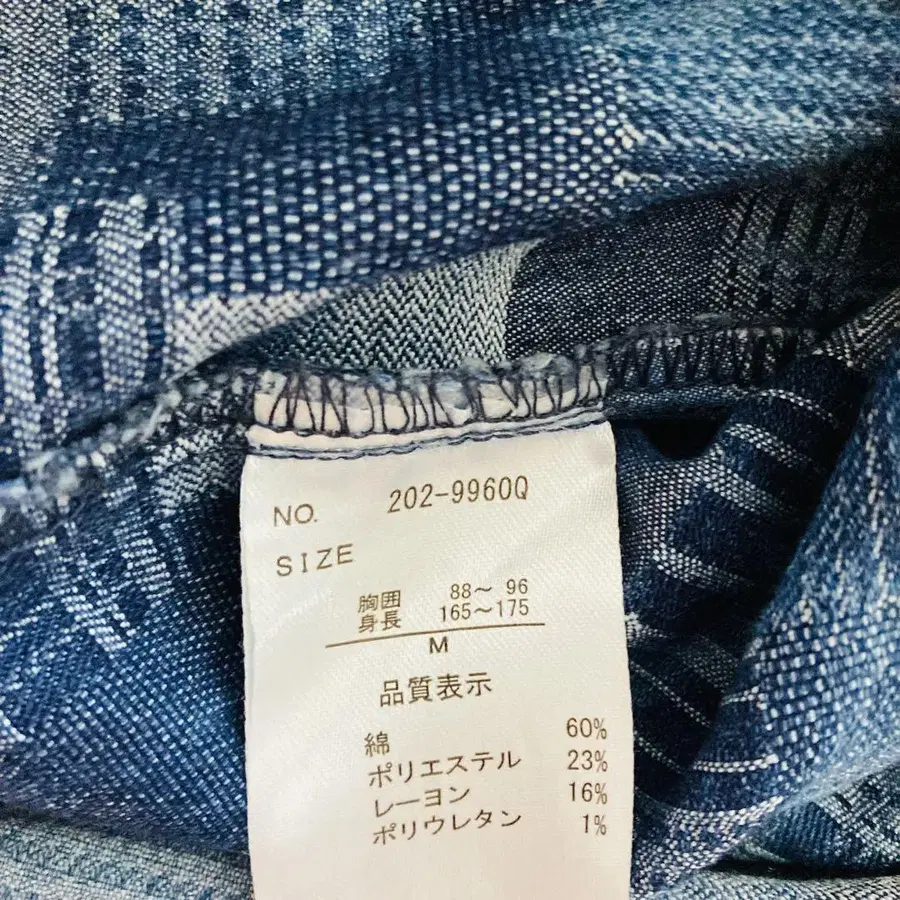 NO. 202-9960Q
SIZE
胸囲 88～ 96
身長 165～175
M
品質表示
綿 60%
ポリエステル 23%
レーヨン 16%
ポリウレタン 1%